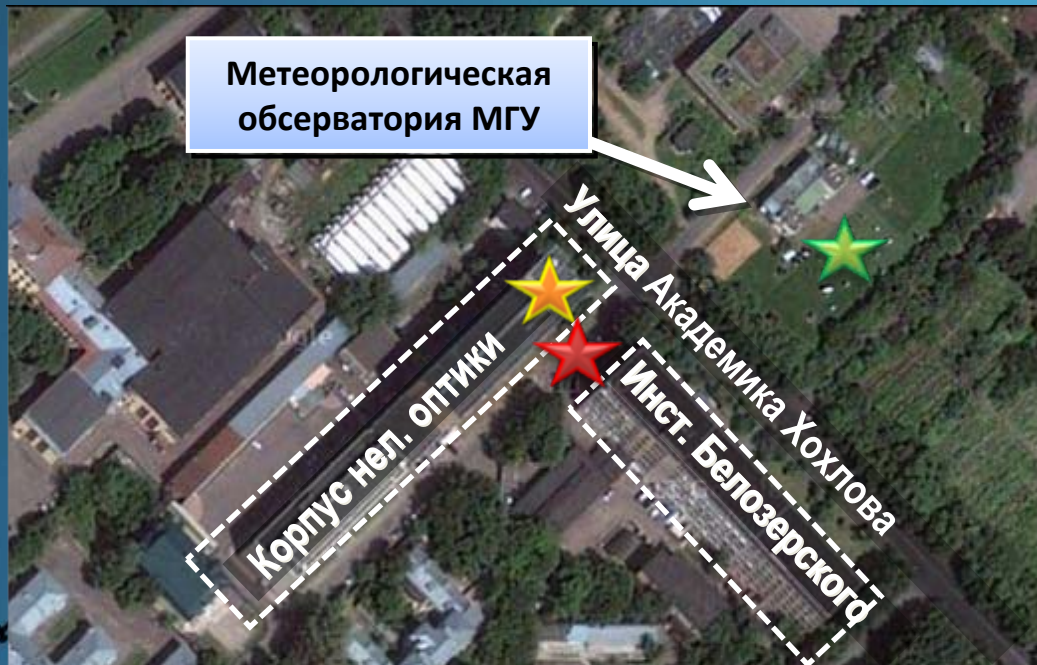 Метеорологическая
обсерватория МГУ
Улица Академика Хохлова
Корпус нел. оптики
Инст. Белозерского